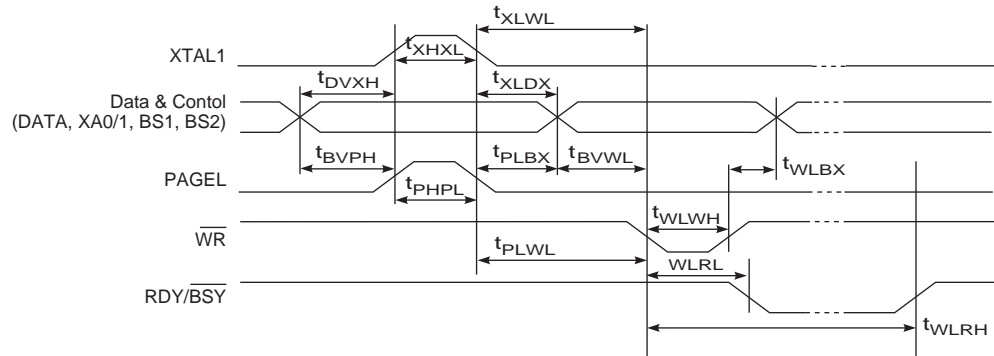 tXLWL
XTAL1
tXHXL
tDVXH
tXLDX
Data & Contol
(DATA, XA0/1, BS1, BS2)
tBVPH
tPLBX
tBVWL
tWLBX
PAGEL
tPHPL
tWLWH
WR
tPLWL
WLRL
RDY/BSY
tWLRH